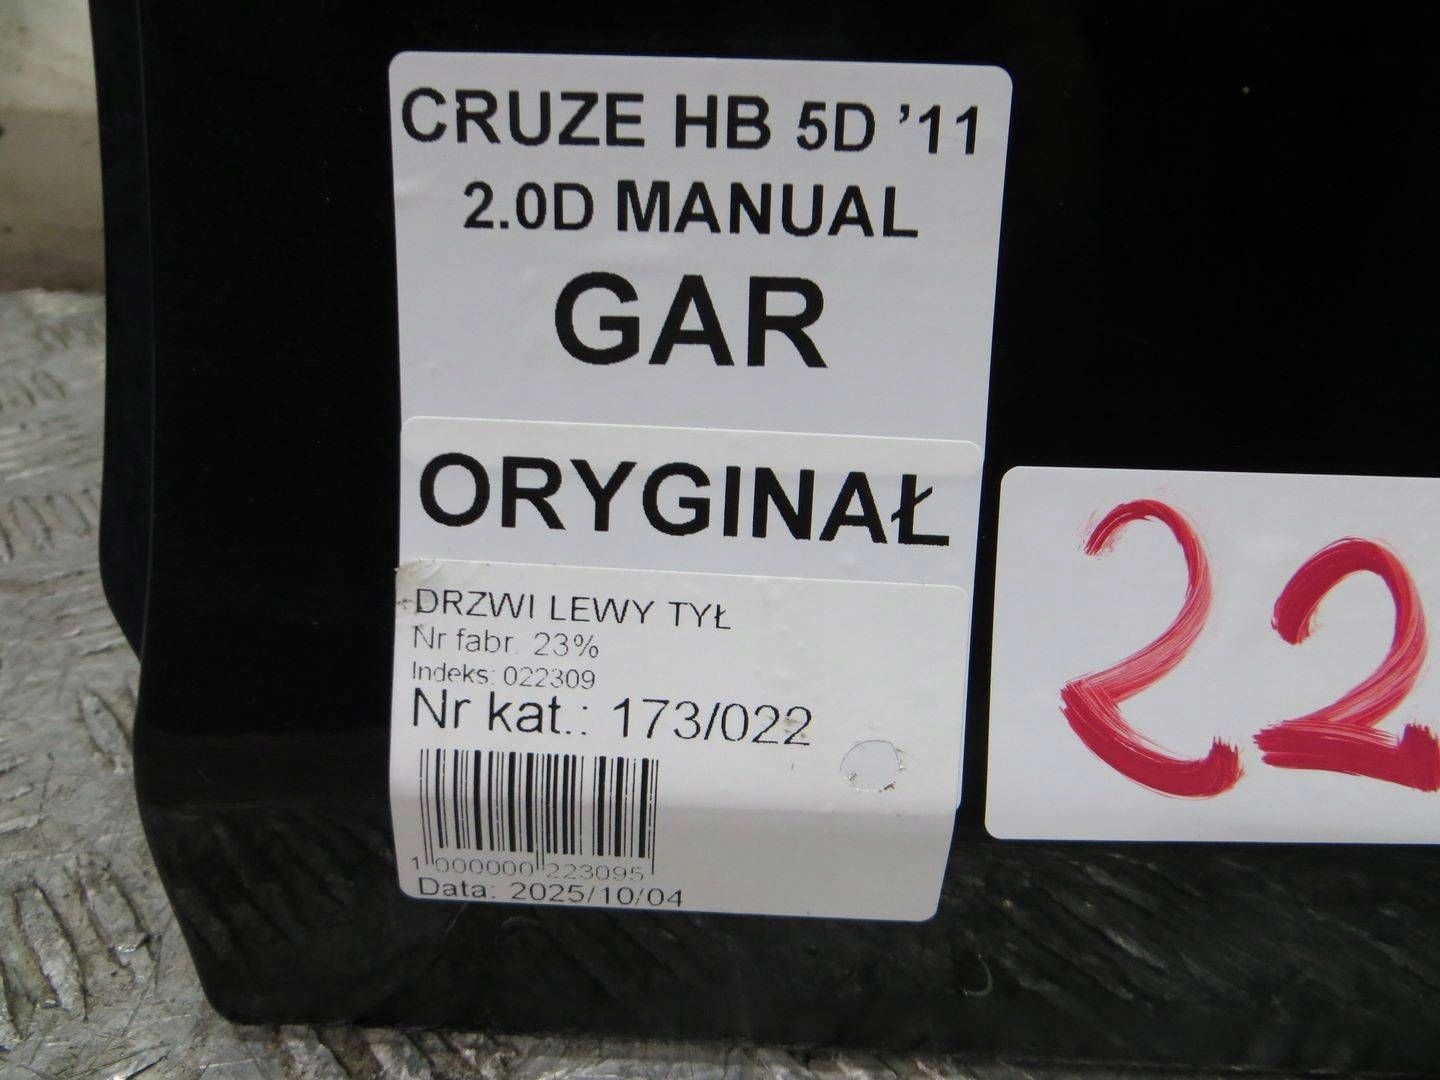 CRUZE HB 5D '11
2.0D MANUAL
GAR
ORYGINAŁ
DRZWI LEWY TYŁ
Nr fabr. 23%
Indeks: 022309
Nr kat.: 173/022
1 000000 223095
Data: 2025/10/04
22